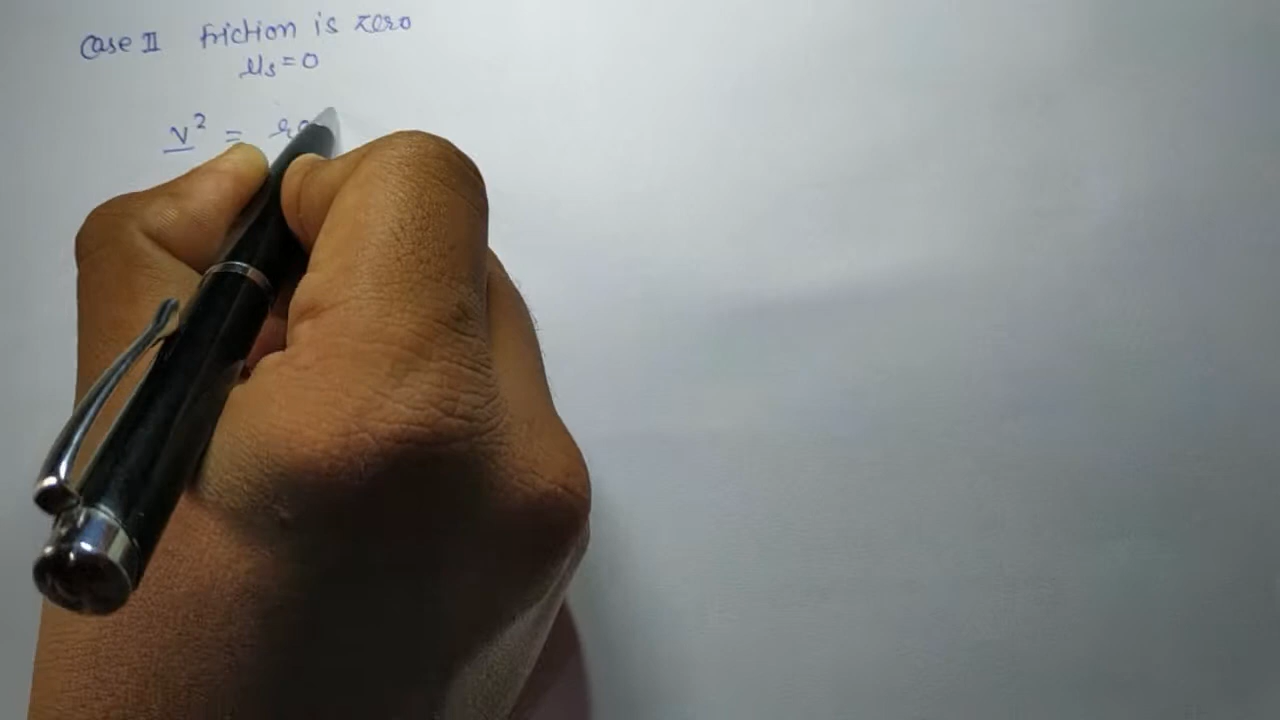 Case II friction is zero
μs = 0
v² =